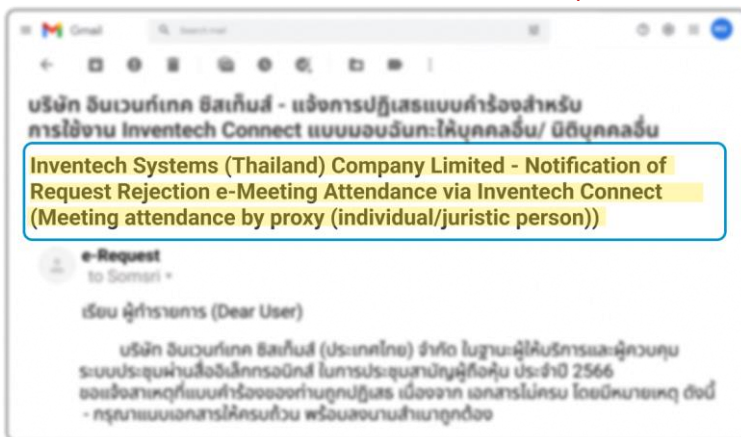 Gmail
Search mail
บริษัท อินเวนท์เทค ซิสเท็มส์ - แจ้งการปฏิเสธแบบคำร้องสำหรับ
การใช้งาน Inventech Connect แบบมอบฉันทะให้บุคคลอื่น/ นิติบุคคลอื่น
Inventech Systems (Thailand) Company Limited - Notification of
Request Rejection e-Meeting Attendance via Inventech Connect
(Meeting attendance by proxy (individual/juristic person))
e-Request
to Somsri
เรียน ผู้ทำรายการ (Dear User)
บริษัท อินเวนท์เทค ซิสเท็มส์ (ประเทศไทย) จำกัด ในฐานะผู้ให้บริการและผู้ควบคุม
ระบบประชุมผ่านสื่ออิเล็กทรอนิกส์ ในการประชุมสามัญผู้ถือหุ้น ประจำปี 2566
ขอแจ้งสาเหตุที่แบบคำร้องของท่านถูกปฏิเสธ เนื่องจาก เอกสารไม่ครบ โดยมีหมายเหตุ ดังนี้
- กรุณาแนบเอกสารให้ครบถ้วน พร้อมลงนามสำเนาถูกต้อง